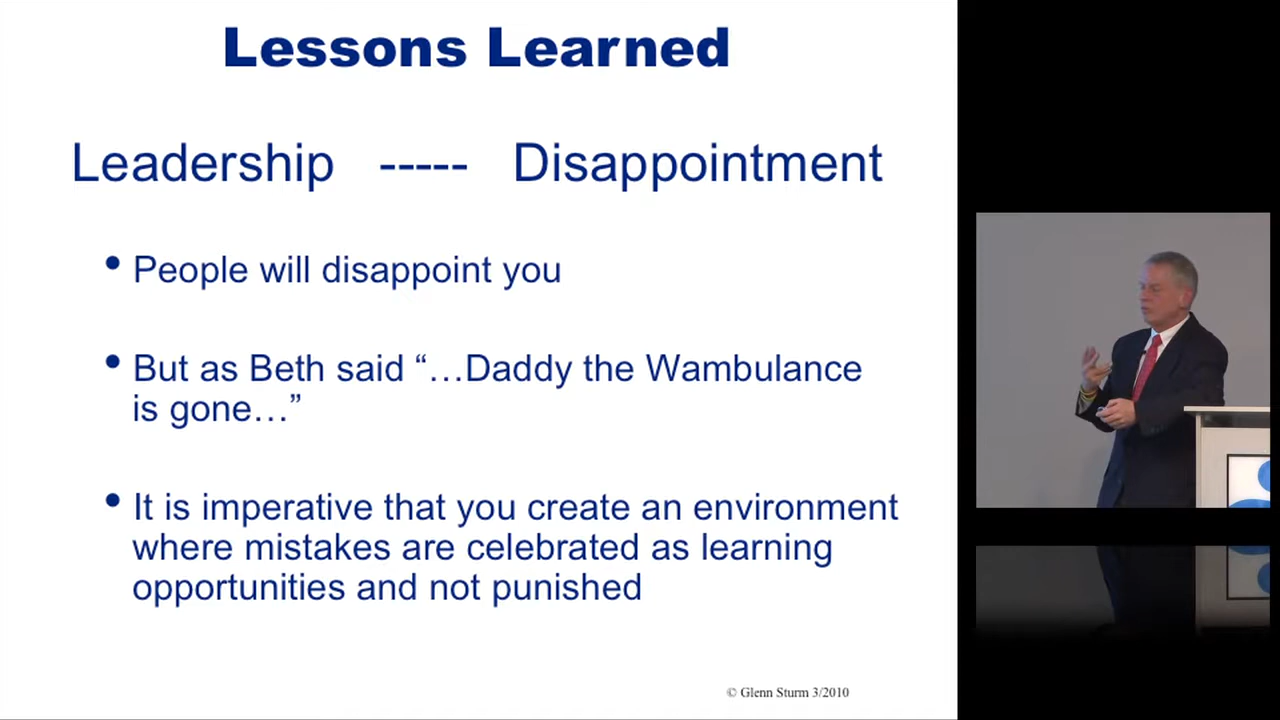 Lessons Learned
Leadership ----- Disappointment
• People will disappoint you
• But as Beth said “…Daddy the Wambulance
is gone…”
• It is imperative that you create an environment
where mistakes are celebrated as learning
opportunities and not punished
© Glenn Sturm 3/2010